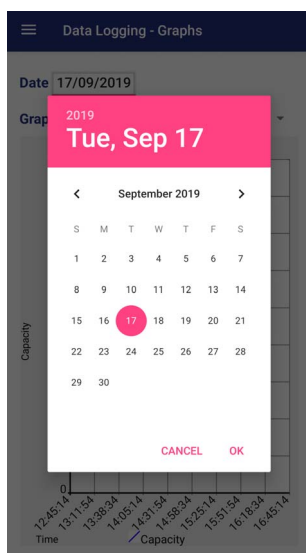 Data Logging - Graphs
Date 17/09/2019
Grap
2019
Tue, Sep 17
September 2019
S M T W T F S
1 2 3 4 5 6 7
8 9 10 11 12 13 14
15 16 17 18 19 20 21
22 23 24 25 26 27 28
29 30
CANCEL OK
Capacity
0
12:45:14 13:11:54 13:38:34 14:05:14 14:31:54 14:58:34 15:25:14 15:51:54 16:18:34 16:45:14
Time Capacity